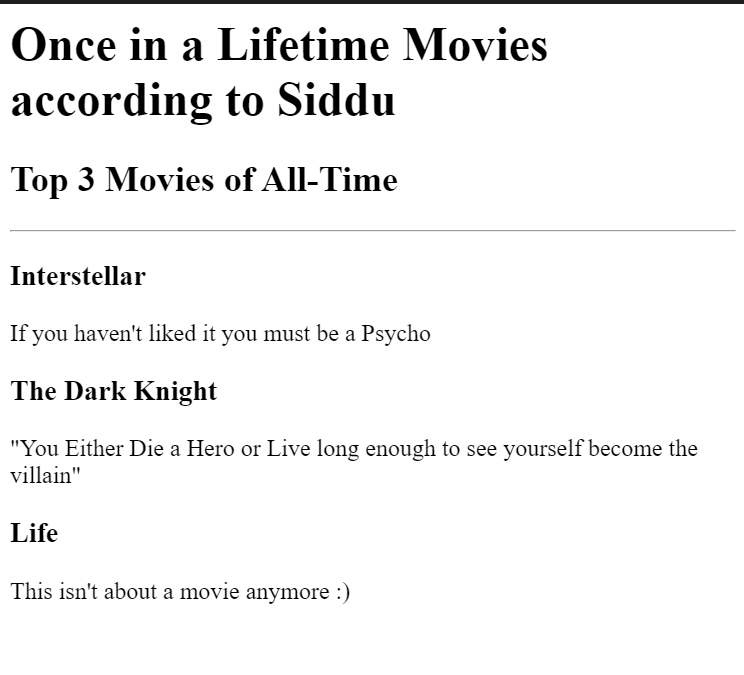 Once in a Lifetime Movies
according to Siddu
Top 3 Movies of All-Time
Interstellar
If you haven't liked it you must be a Psycho
The Dark Knight
"You Either Die a Hero or Live long enough to see yourself become the
villain"
Life
This isn't about a movie anymore :)